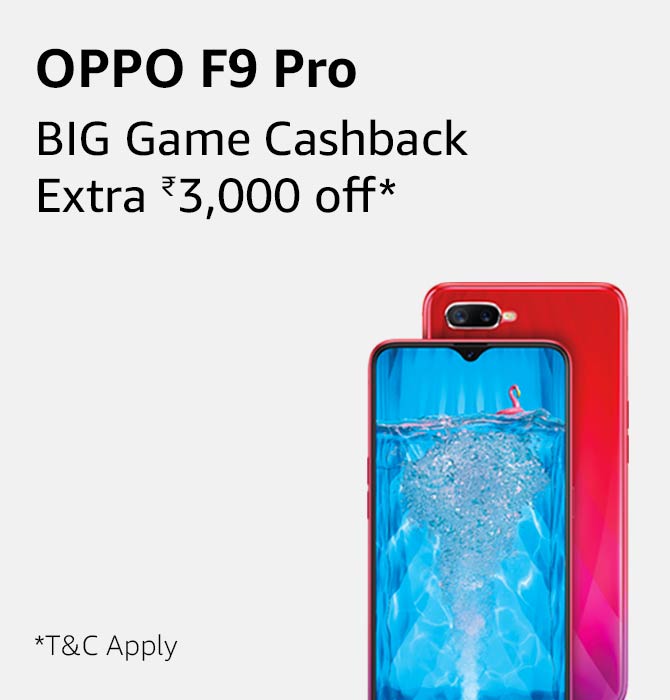 OPPO F9 Pro
BIG Game Cashback
Extra ₹3,000 off*
*T&C Apply